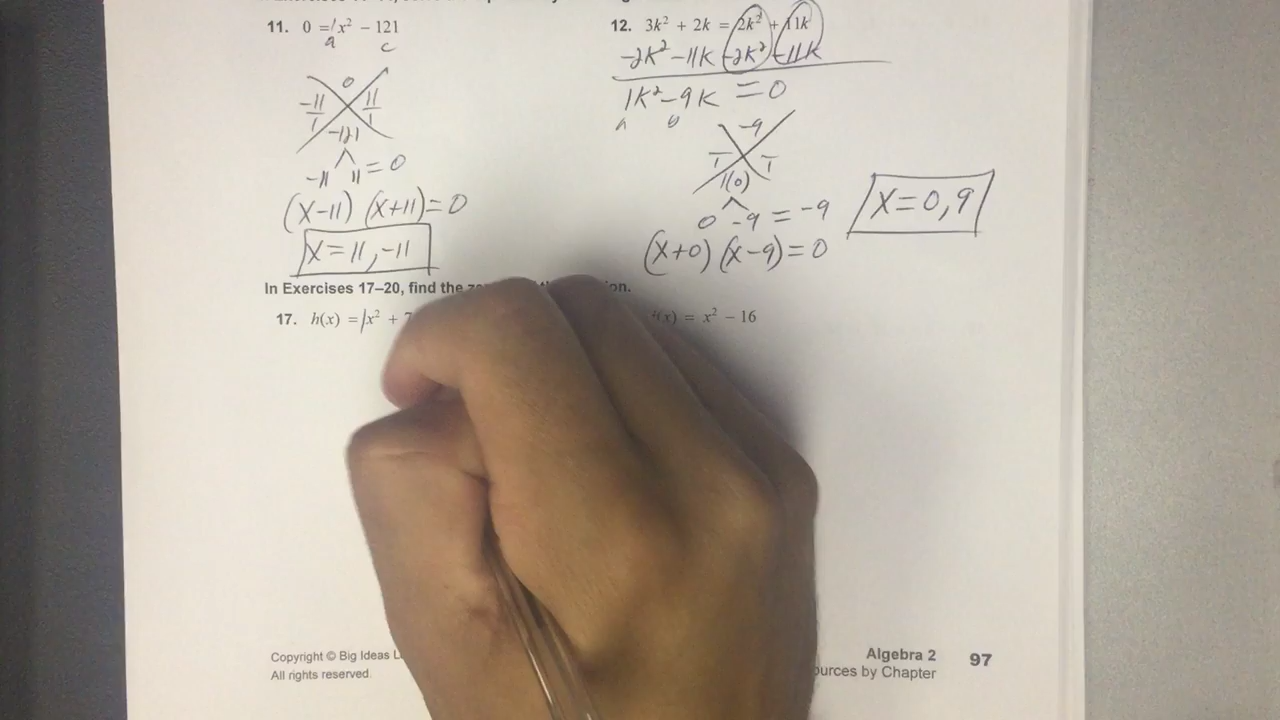 11. 0 = 1x² − 121
a c
0
-11/1 11/1
-121
-11 11 = 0
(x-11) (x+11) = 0
x = 11, -11
12. 3k² + 2k = 2k² + 11k
-2k² -11k -2k² -11k
1k² - 9k = 0
-9
1 1
1(0)
0 -9 = -9
(x+0) (x-9) = 0
x = 0, 9
In Exercises 17–20, find the
17. h(x) = 1x² + 7
(x) = x² − 16
Copyright © Big Ideas
All rights reserved.
Algebra 2 97
by Chapter